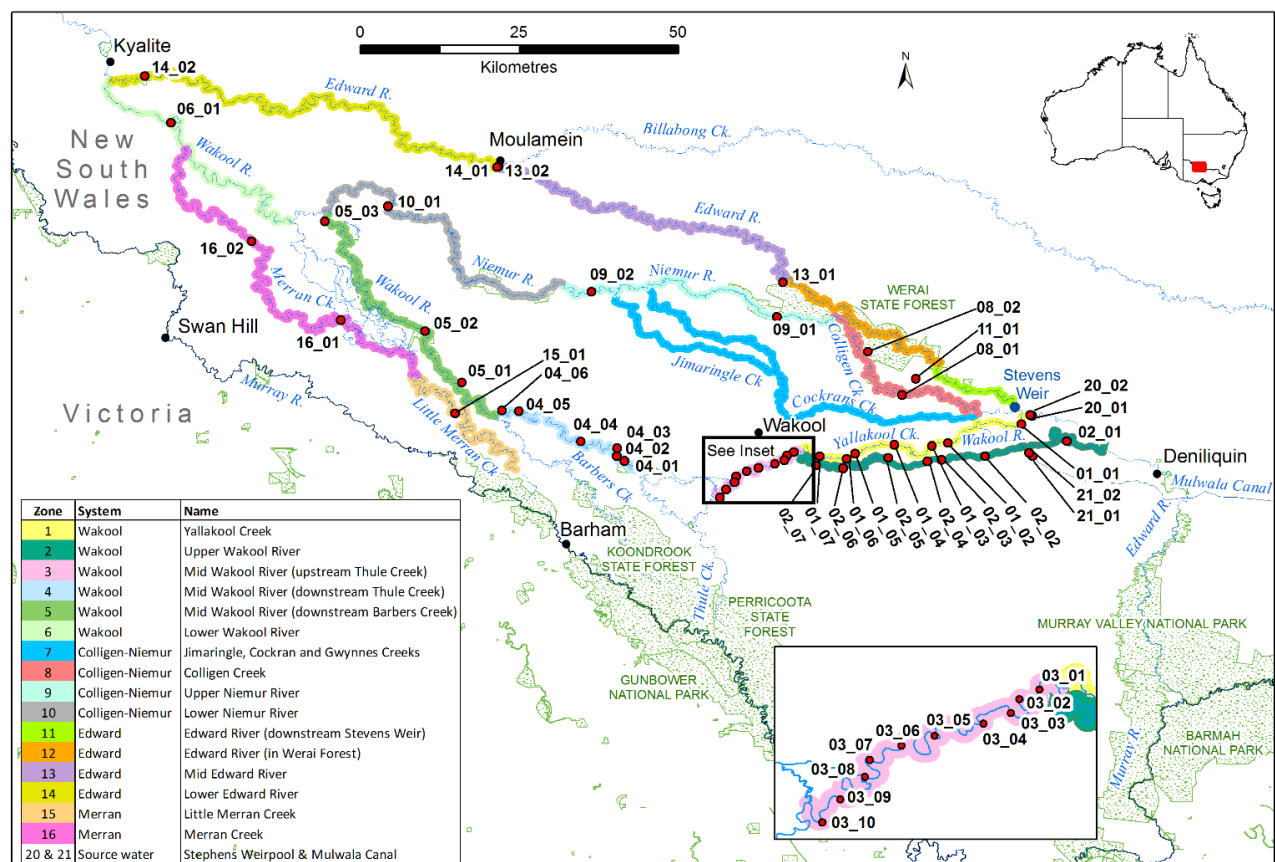 0 25 50
Kilometres
N
Kyalite
14_02
Edward R.
06_01
New
South
Wales
Wakool R.
Moulamein
14_01
13_02
Billabong Ck.
05_03
10_01
Edward R.
16_02
Niemur R.
09_02
Niemur R.
13_01
WERAI
STATE FOREST
Merran Ck.
Wakool R.
Swan Hill
16_01
05_02
09_01
08_02
11_01
08_01
Colligen Ck
Jimaringle Ck
15_01
04_06
05_01
Murray R.
Victoria
Little Merran Ck.
04_05
04_04
04_03
04_02
04_01
Barbers Ck.
Cockrans Ck.
Stevens
Weir
20_02
20_01
Wakool
See Inset
Yallakool Ck.
Wakool R.
02_01
01_01
Deniliquin
Mulwala Canal
21_02
21_01
02_07
01_07
02_06
01_06
01_05
02_05
02_04
01_04
01_03
02_03
01_02
02_02
Edward R.
Barham
KOONDROOK
STATE FOREST
Thule Ck.
PERRICOOTA
STATE
FOREST
GUNBOWER
NATIONAL PARK
MURRAY VALLEY NATIONAL PARK
BARMAH
NATIONAL PARK
Murray R.
03_01
03_02
03_03
03_04
03_05
03_06
03_07
03_08
03_09
03_10
Zone System Name
1 Wakool Yallakool Creek
2 Wakool Upper Wakool River
3 Wakool Mid Wakool River (upstream Thule Creek)
4 Wakool Mid Wakool River (downstream Thule Creek)
5 Wakool Mid Wakool River (downstream Barbers Creek)
6 Wakool Lower Wakool River
7 Colligen-Niemur Jimaringle, Cockran and Gwynnes Creeks
8 Colligen-Niemur Colligen Creek
9 Colligen-Niemur Upper Niemur River
10 Colligen-Niemur Lower Niemur River
11 Edward Edward River (downstream Stevens Weir)
12 Edward Edward River (in Werai Forest)
13 Edward Mid Edward River
14 Edward Lower Edward River
15 Merran Little Merran Creek
16 Merran Merran Creek
20 & 21 Source water Stephens Weirpool & Mulwala Canal